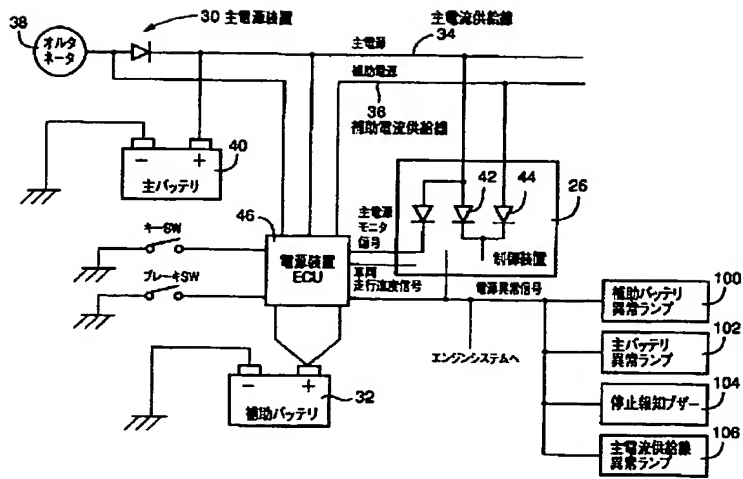 38
オルタ
ネータ
30 主電源装置
主電流供給線
主電源
34
補助電源
36
補助電流供給線
40
主バッテリ
42
44
26
主電源
モニタ
信号
制御装置
キーSW
46
電源装置
ECU
ブレーキSW
車両
走行速度信号
電源異常信号
エンジンシステムへ
補助バッテリ
32
100
補助バッテリ
異常ランプ
102
主バッテリ
異常ランプ
104
停止報知ブザー
106
主電流供給線
異常ランプ